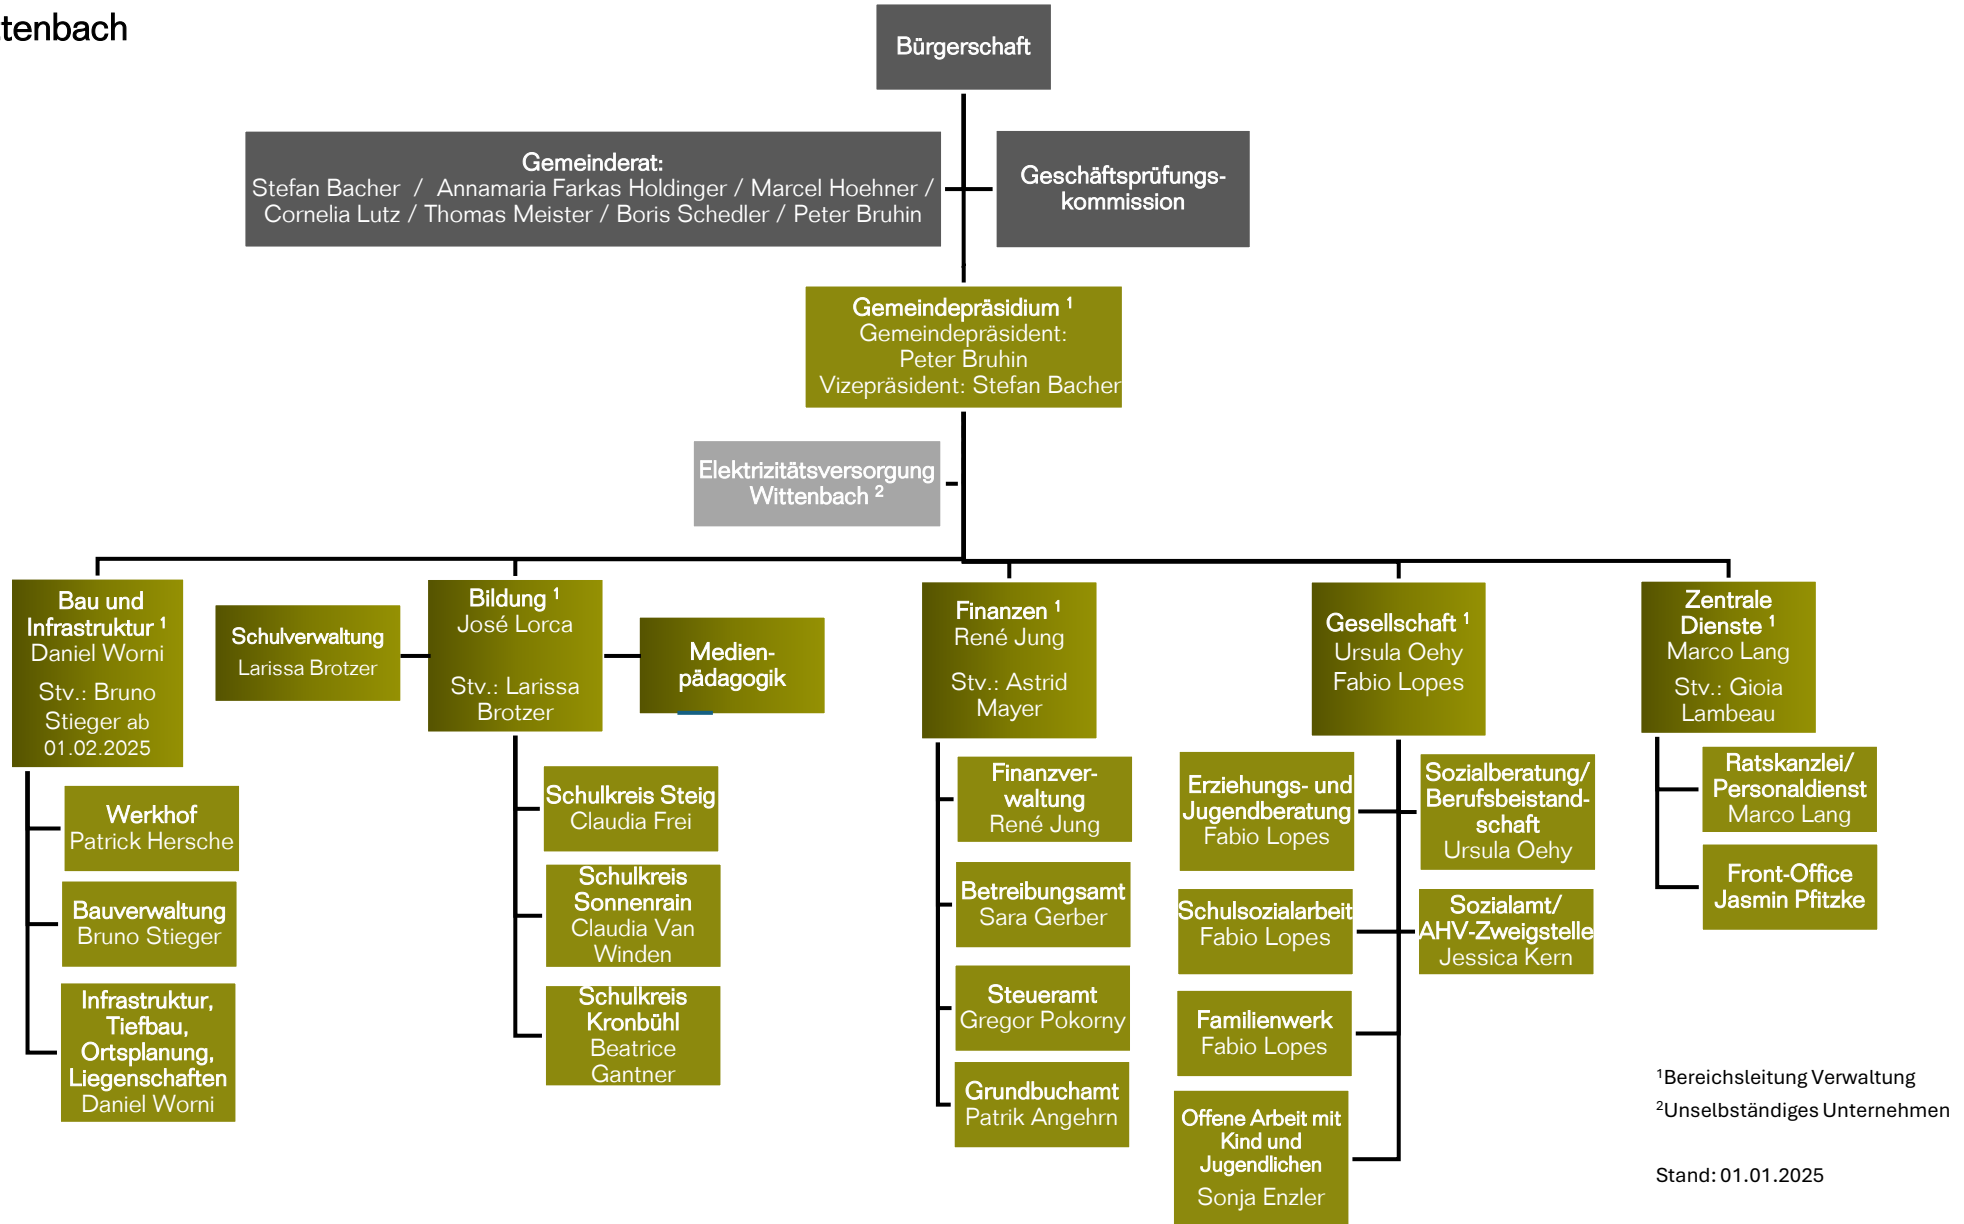 tenbach
Bürgerschaft
Gemeinderat:
Stefan Bacher / Annamaria Farkas Holdinger / Marcel Hoehner /
Cornelia Lutz / Thomas Meister / Boris Schedler / Peter Bruhin
Geschäftsprüfungs-
kommission
Gemeindepräsidium ¹
Gemeindepräsident:
Peter Bruhin
Vizepräsident: Stefan Bacher
Elektrizitätsversorgung
Wittenbach ²
Bau und
Infrastruktur ¹
Daniel Worni
Stv.: Bruno
Stieger ab
01.02.2025
Schulverwaltung
Larissa Brotzer
Bildung ¹
José Lorca
Stv.: Larissa
Brotzer
Medien-
pädagogik
Finanzen ¹
René Jung
Stv.: Astrid
Mayer
Gesellschaft ¹
Ursula Oehy
Fabio Lopes
Zentrale
Dienste ¹
Marco Lang
Stv.: Gioia
Lambeau
Werkhof
Patrick Hersche
Bauverwaltung
Bruno Stieger
Infrastruktur,
Tiefbau,
Ortsplanung,
Liegenschaften
Daniel Worni
Schulkreis Steig
Claudia Frei
Schulkreis
Sonnenrain
Claudia Van
Winden
Schulkreis
Kronbühl
Beatrice
Gantner
Finanzver-
waltung
René Jung
Betreibungsamt
Sara Gerber
Steueramt
Gregor Pokorny
Grundbuchamt
Patrik Angehrn
Erziehungs- und
Jugendberatung
Fabio Lopes
Schulsozialarbeit
Fabio Lopes
Familienwerk
Fabio Lopes
Offene Arbeit mit
Kind und
Jugendlichen
Sonja Enzler
Sozialberatung/
Berufsbeistand-
schaft
Ursula Oehy
Sozialamt/
AHV-Zweigstelle
Jessica Kern
Ratskanzlei/
Personaldienst
Marco Lang
Front-Office
Jasmin Pfitzke
¹Bereichsleitung Verwaltung
²Unselbständiges Unternehmen
Stand: 01.01.2025